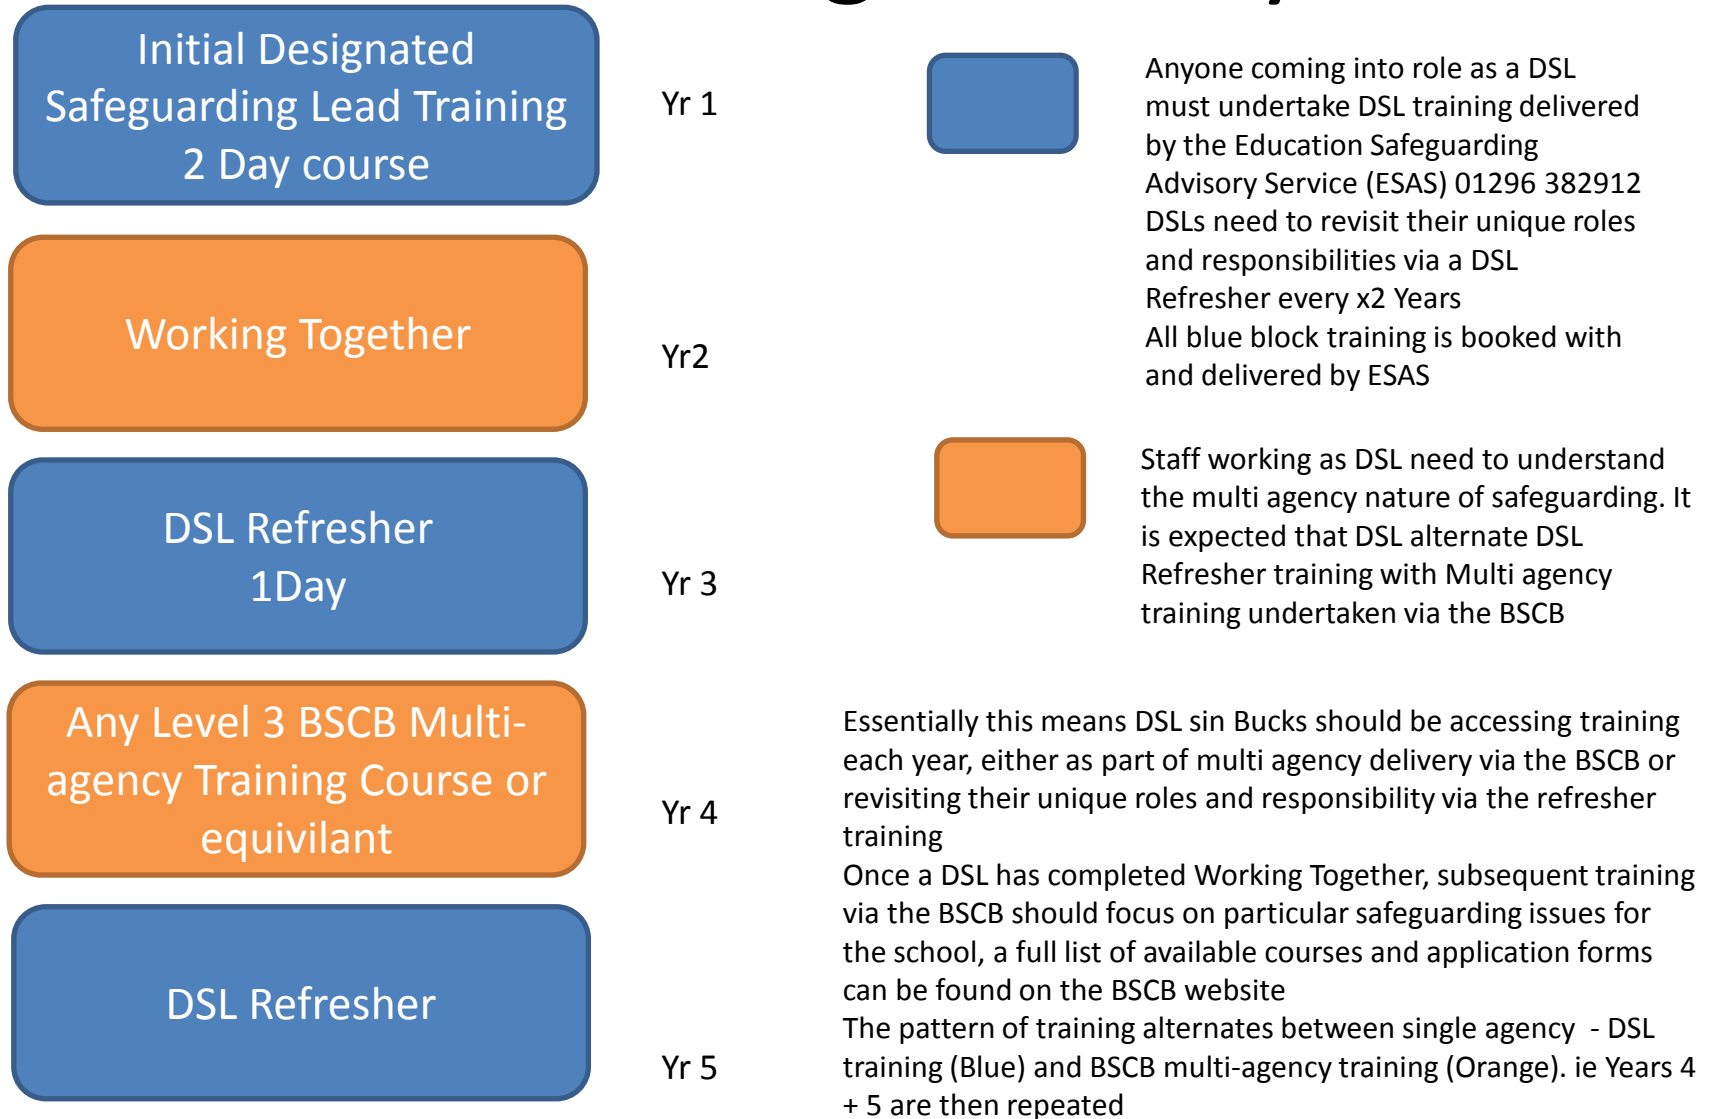 Initial Designated
Safeguarding Lead Training
2 Day course
Yr 1
Working Together
Yr2
DSL Refresher
1Day
Yr 3
Any Level 3 BSCB Multi-
agency Training Course or
equivilant
Yr 4
DSL Refresher
Yr 5
Anyone coming into role as a DSL
must undertake DSL training delivered
by the Education Safeguarding
Advisory Service (ESAS) 01296 382912
DSLs need to revisit their unique roles
and responsibilities via a DSL
Refresher every x2 Years
All blue block training is booked with
and delivered by ESAS
Staff working as DSL need to understand
the multi agency nature of safeguarding. It
is expected that DSL alternate DSL
Refresher training with Multi agency
training undertaken via the BSCB
Essentially this means DSL sin Bucks should be accessing training
each year, either as part of multi agency delivery via the BSCB or
revisiting their unique roles and responsibility via the refresher
training
Once a DSL has completed Working Together, subsequent training
via the BSCB should focus on particular safeguarding issues for
the school, a full list of available courses and application forms
can be found on the BSCB website
The pattern of training alternates between single agency - DSL
training (Blue) and BSCB multi-agency training (Orange). ie Years 4
+ 5 are then repeated